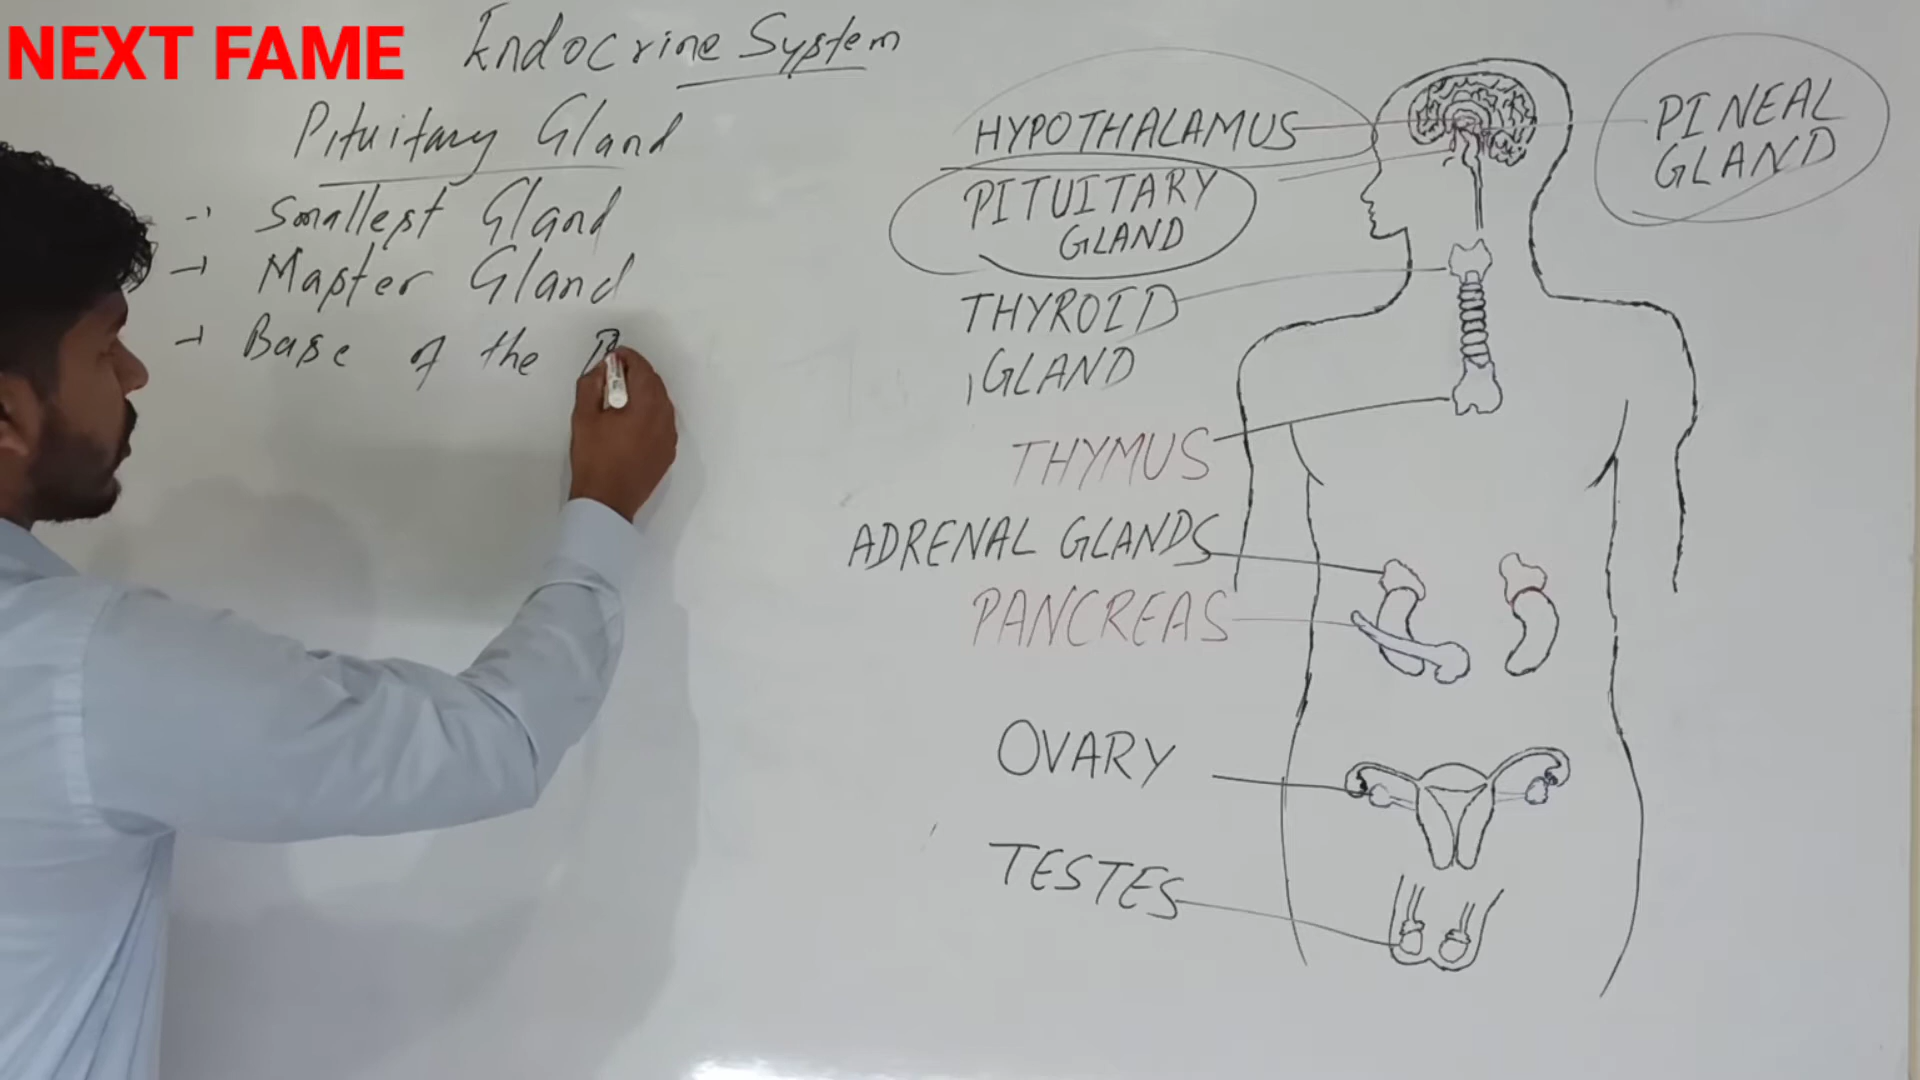 NEXT FAME
Endocrine System
Pituitary Gland
Smallest Gland
Master Gland
Base of the B
HYPOTHALAMUS
PITUITARY
GLAND
THYROID
GLAND
THYMUS
ADRENAL GLANDS
PANCREAS
OVARY
TESTES
PINEAL
GLAND